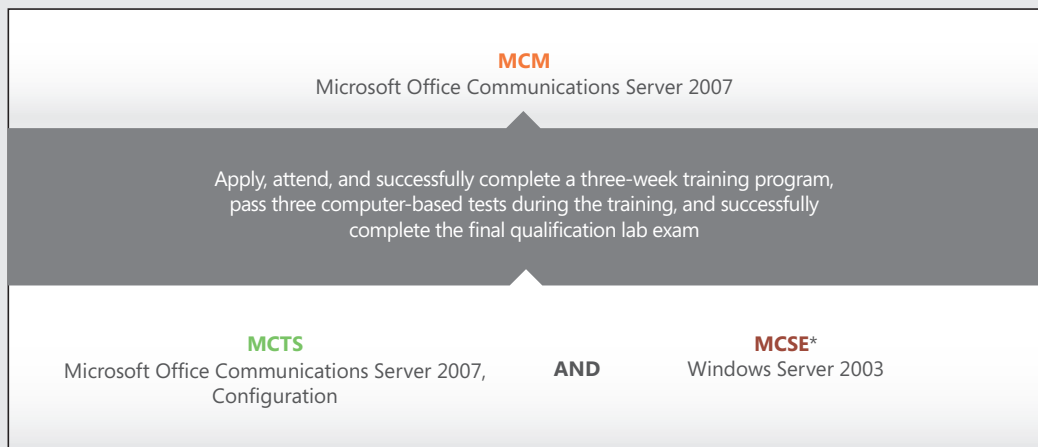 MCM
Microsoft Office Communications Server 2007
Apply, attend, and successfully complete a three-week training program,
pass three computer-based tests during the training, and successfully
complete the final qualification lab exam
MCTS
Microsoft Office Communications Server 2007,
Configuration
AND
MCSE*
Windows Server 2003